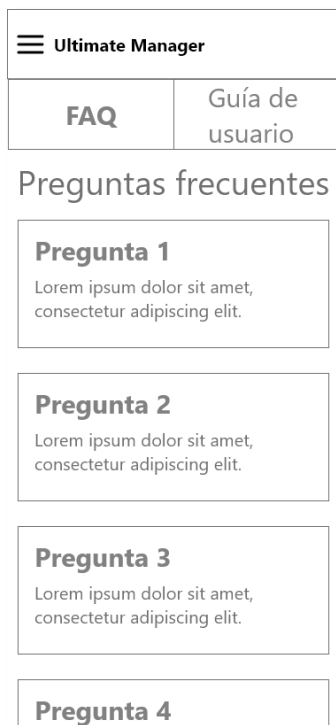 Ultimate Manager
FAQ
Guía de
usuario
Preguntas frecuentes
Pregunta 1
Lorem ipsum dolor sit amet,
consectetur adipiscing elit.
Pregunta 2
Lorem ipsum dolor sit amet,
consectetur adipiscing elit.
Pregunta 3
Lorem ipsum dolor sit amet,
consectetur adipiscing elit.
Pregunta 4